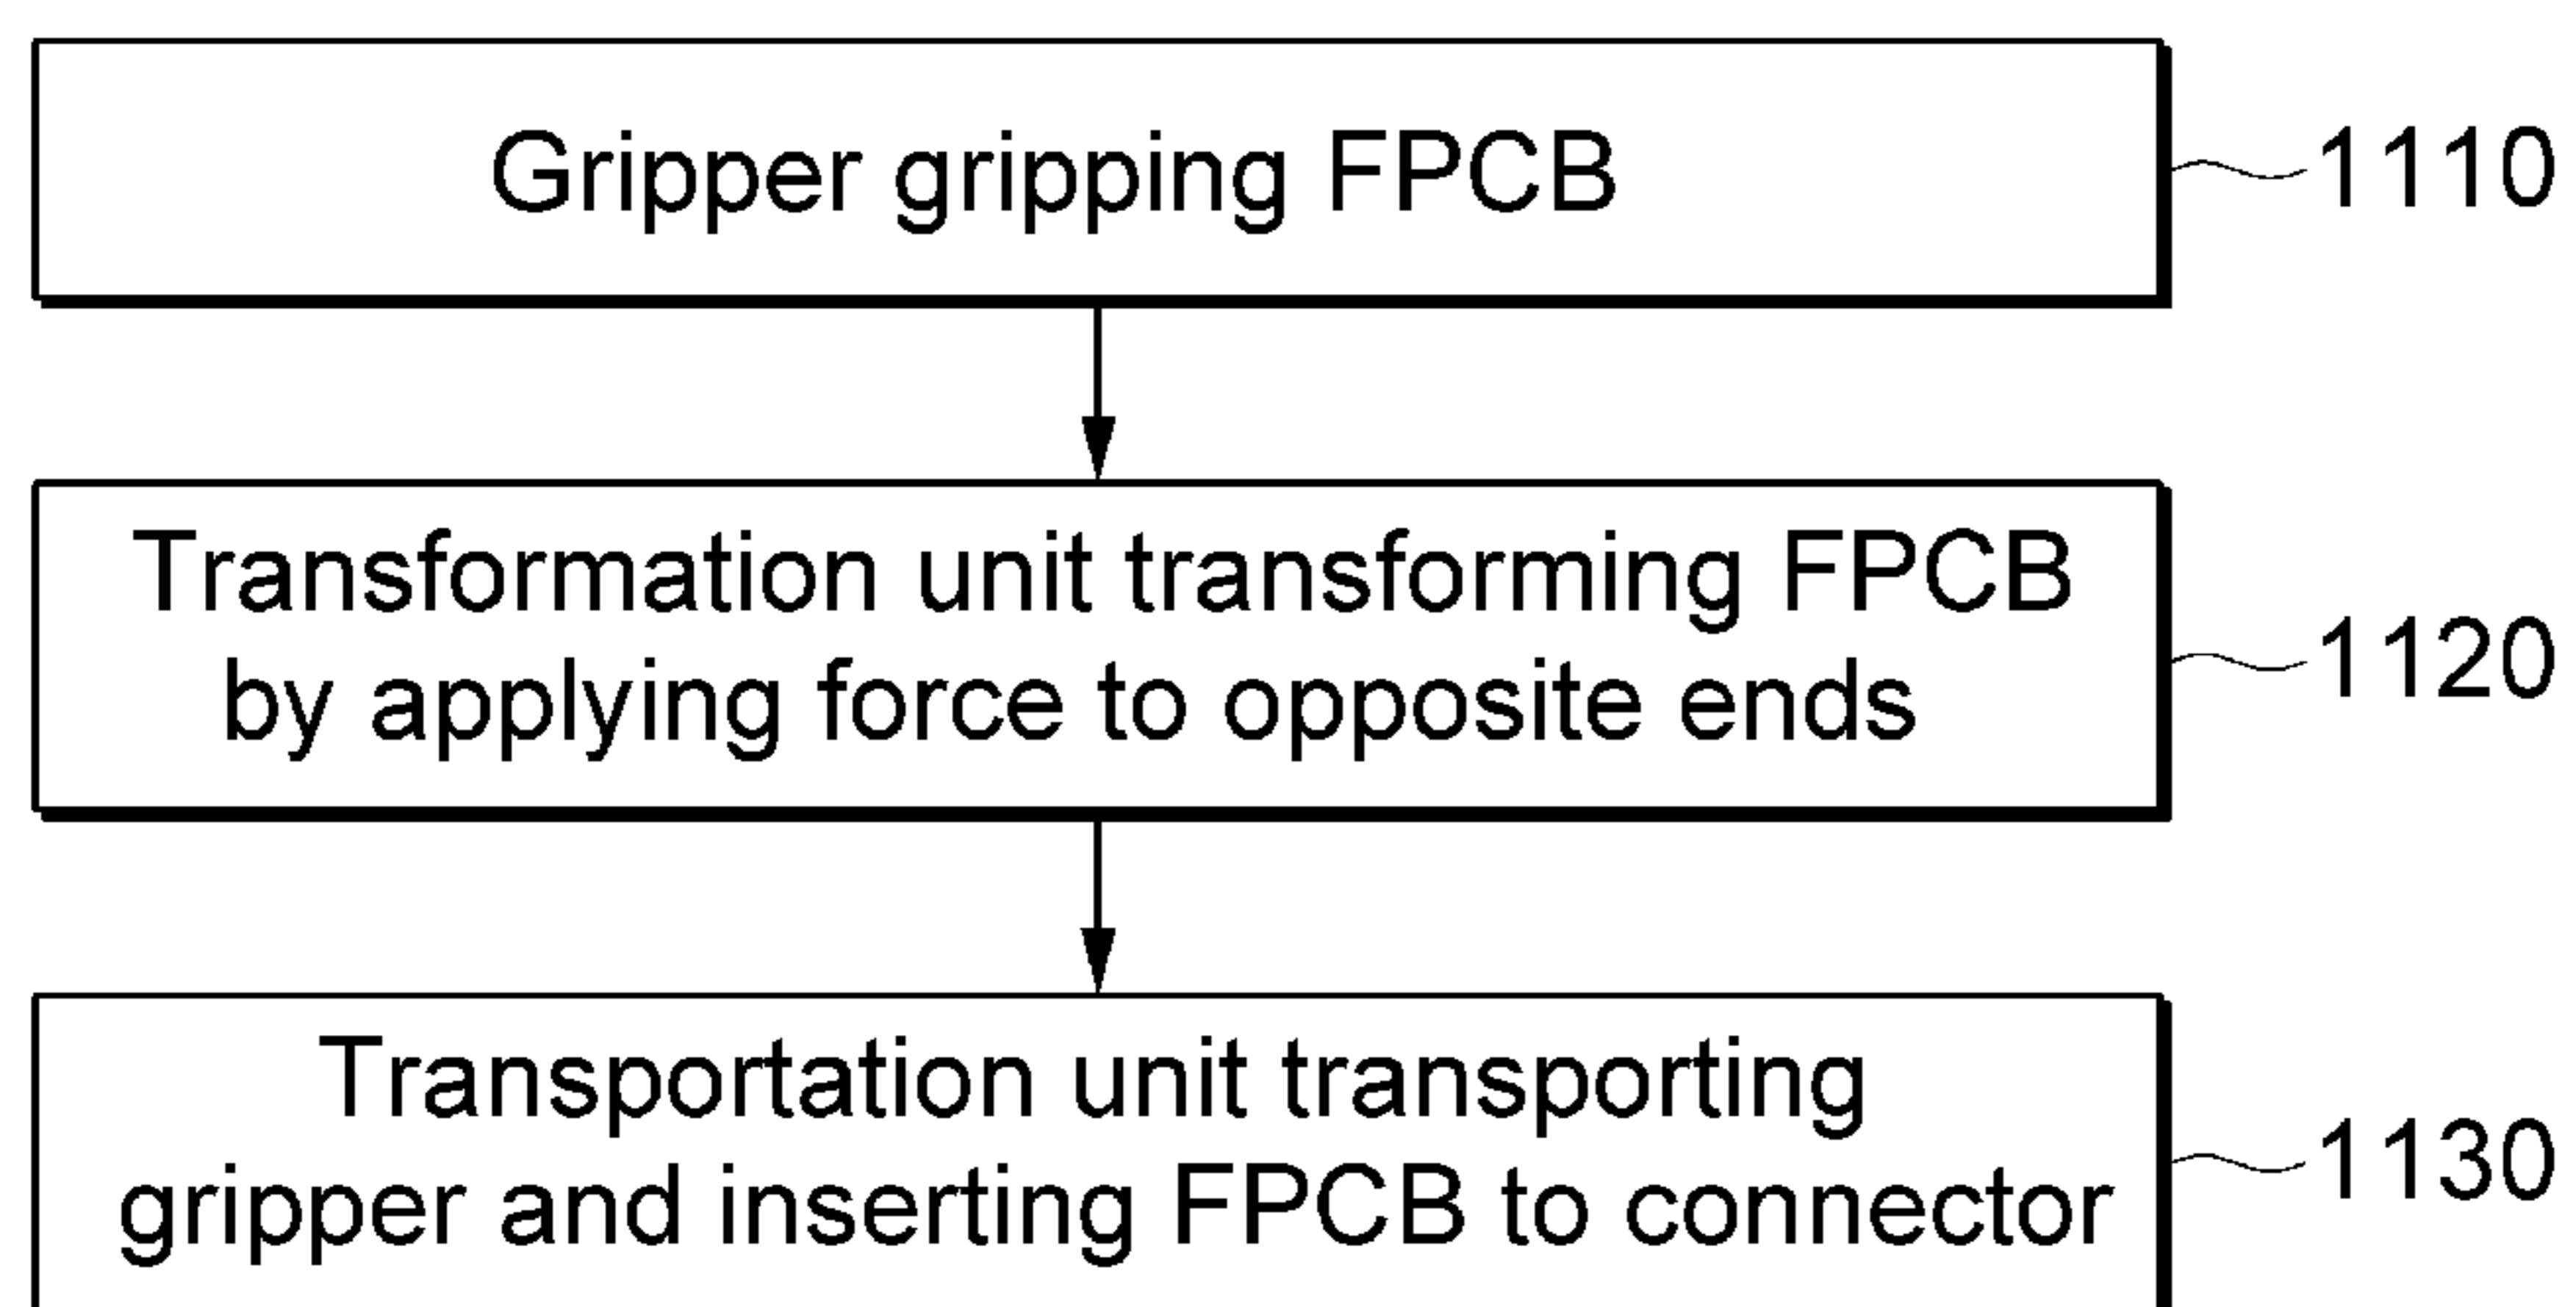 Gripper gripping FPCB
1110
Transformation unit transforming FPCB
by applying force to opposite ends
1120
Transportation unit transporting
gripper and inserting FPCB to connector
1130